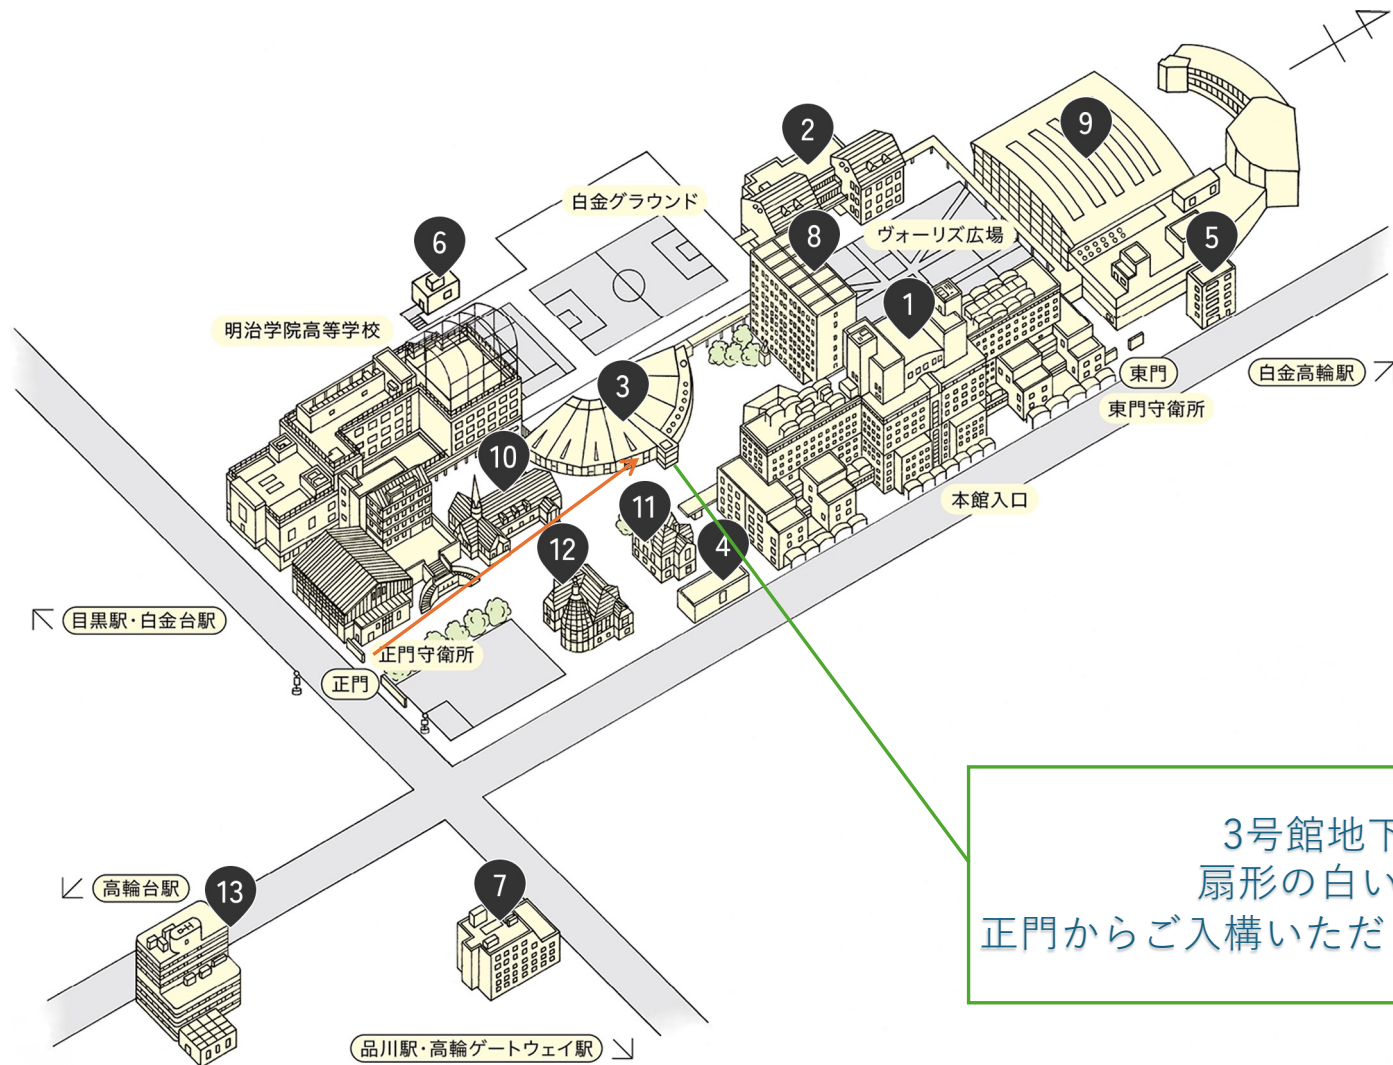 2
9
白金グラウンド
6
8
ヴォーリズ広場
5
1
明治学院高等学校
3
東門
白金高輪駅
東門守衛所
10
11
本館入口
12
4
目黒駅・白金台駅
正門守衛所
正門
高輪台駅
13
7
品川駅・高輪ゲートウェイ駅
3号館地下
扇形の白い
正門からご入構いただ